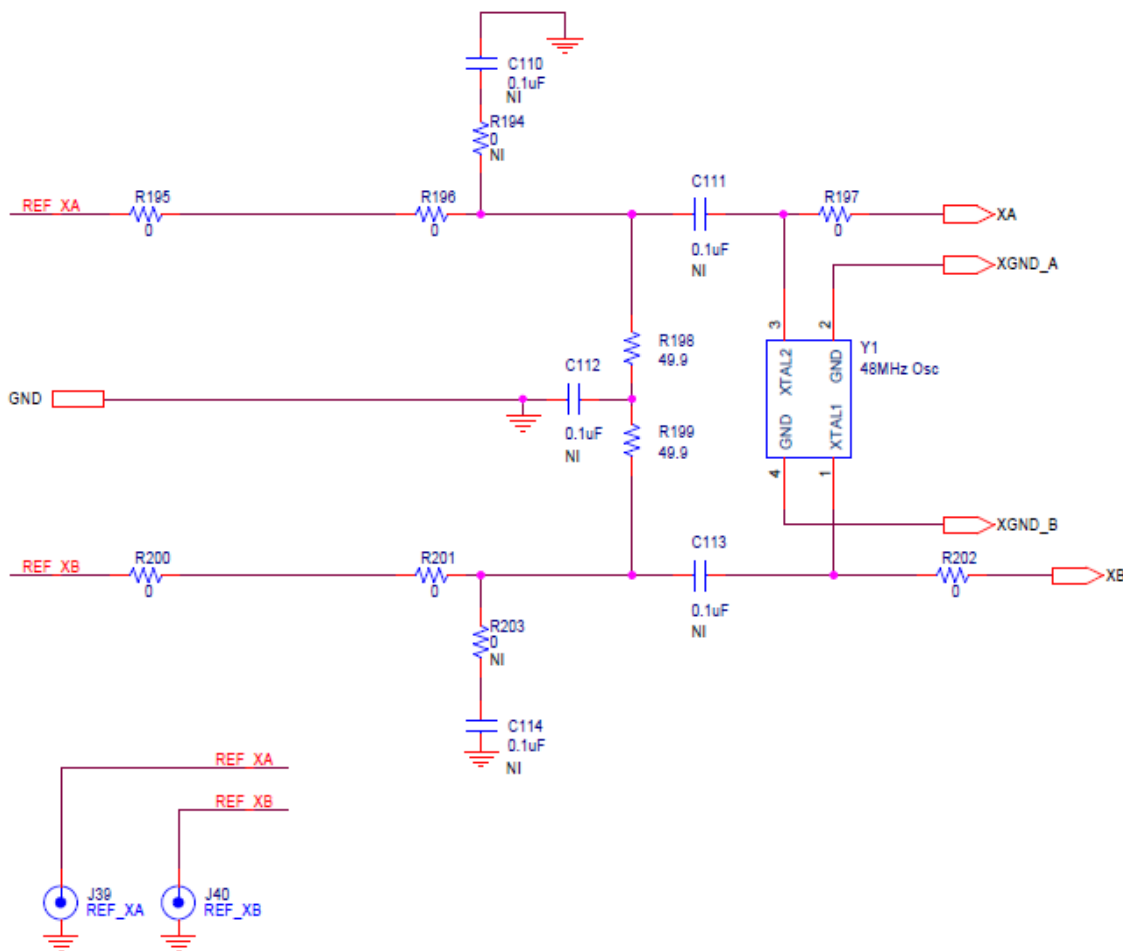 C110
0.1uF
NI
R194
0
NI
REF_XA
R195
0
R196
0
C111
0.1uF
NI
R197
0
XA
XGND_A
3
2
XTAL2
GND
GND
XTAL1
4
1
Y1
48MHz Osc
R198
49.9
C112
0.1uF
NI
GND
R199
49.9
XGND_B
REF_XB
R200
0
R201
0
C113
0.1uF
NI
R202
0
XB
R203
0
NI
C114
0.1uF
NI
REF_XA
REF_XB
J39
REF_XA
J40
REF_XB